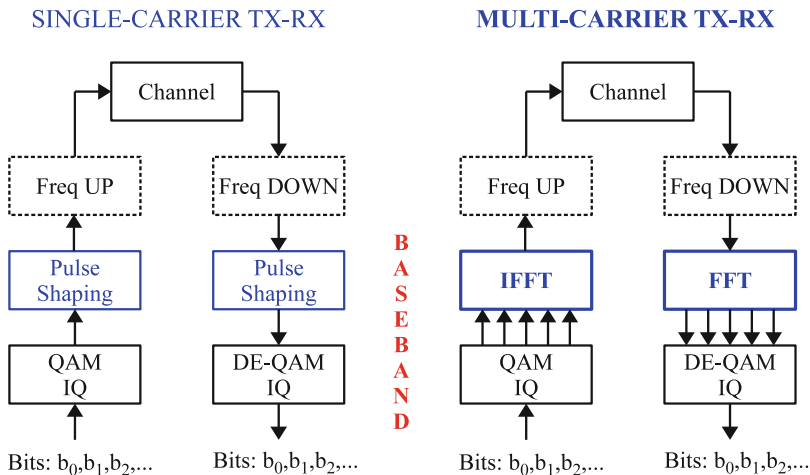 SINGLE-CARRIER TX-RX
Channel
Freq UP
Freq DOWN
Pulse
Shaping
Pulse
Shaping
QAM
IQ
DE-QAM
IQ
Bits: b0,b1,b2,...
Bits: b0,b1,b2,...
BASEBAND
MULTI-CARRIER TX-RX
Channel
Freq UP
Freq DOWN
IFFT
FFT
QAM
IQ
DE-QAM
IQ
Bits: b0,b1,b2,...
Bits: b0,b1,b2,...